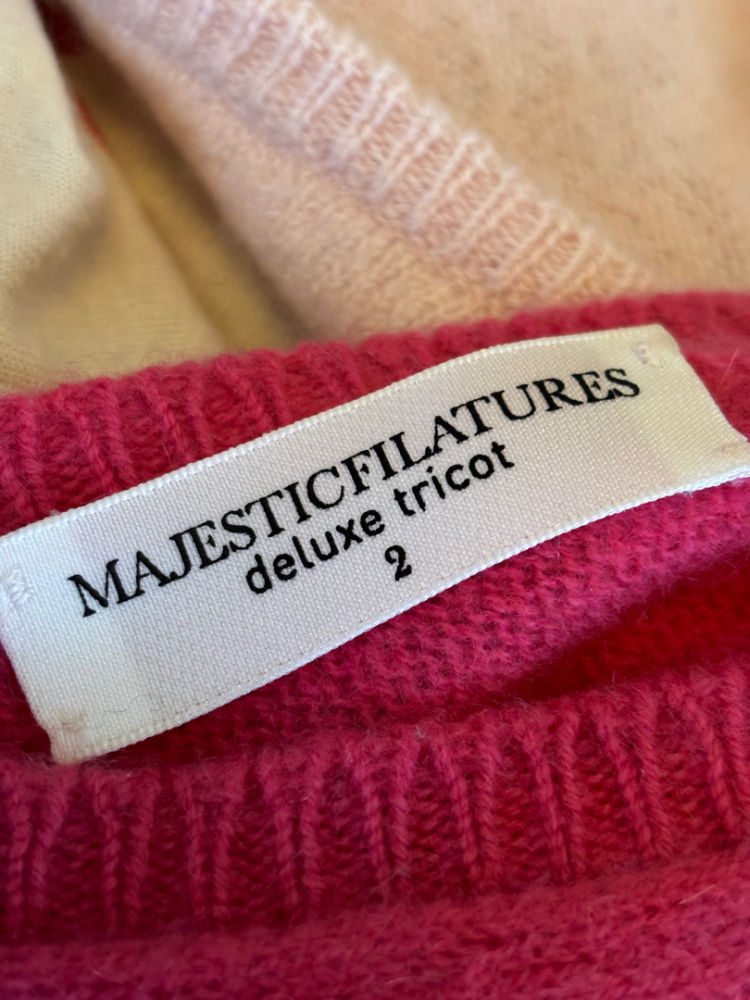 MAJESTICFILATURES
deluxe tricot
2